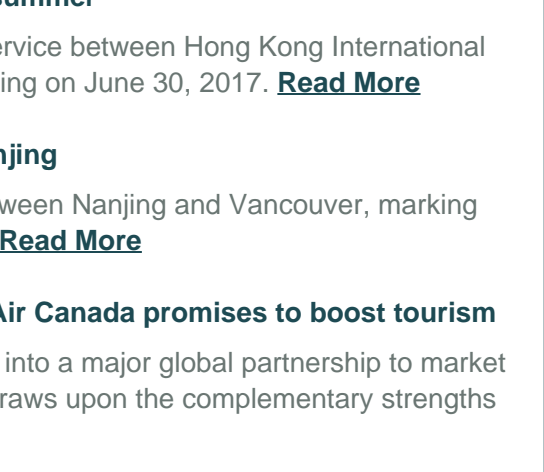 summer
ervice between Hong Kong International
ing on June 30, 2017. Read More
njing
ween Nanjing and Vancouver, marking
Read More
Air Canada promises to boost tourism
into a major global partnership to market
raws upon the complementary strengths